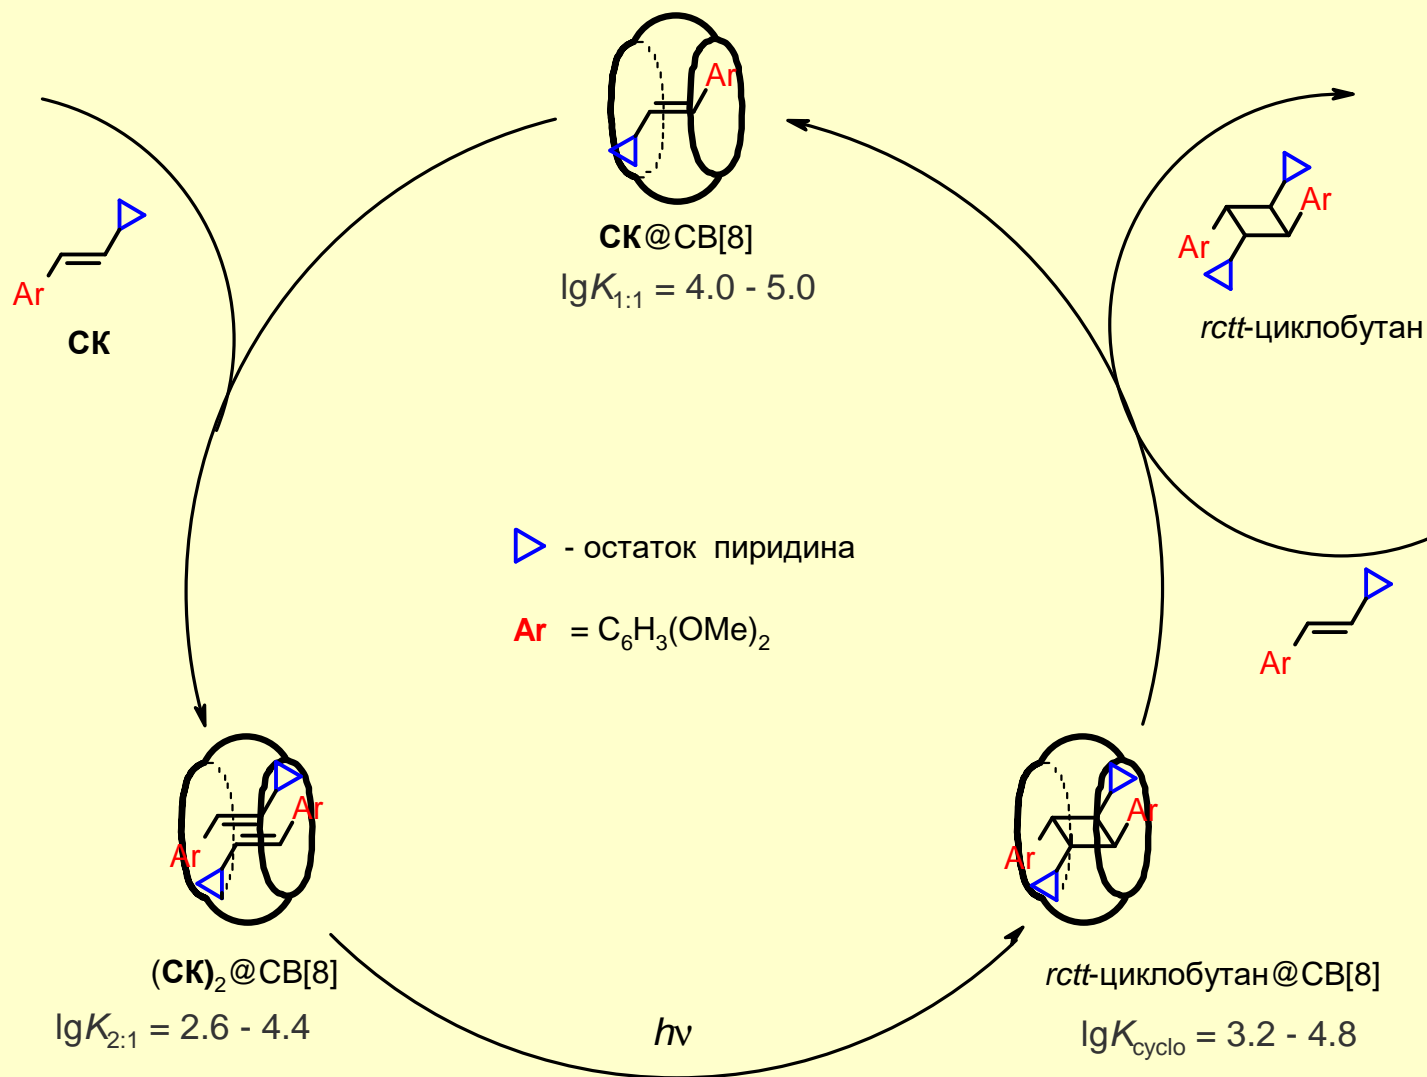 Ar
СК@CB[8]
lgK1:1 = 4.0 - 5.0
Ar
СК
Ar
Ar
rctt-циклобутан
- остаток пиридина
Ar = C6H3(OMe)2
Ar
Ar
Ar
(СК)2@CB[8]
lgK2:1 = 2.6 - 4.4
hν
Ar
Ar
rctt-циклобутан@CB[8]
lgKcyclo = 3.2 - 4.8